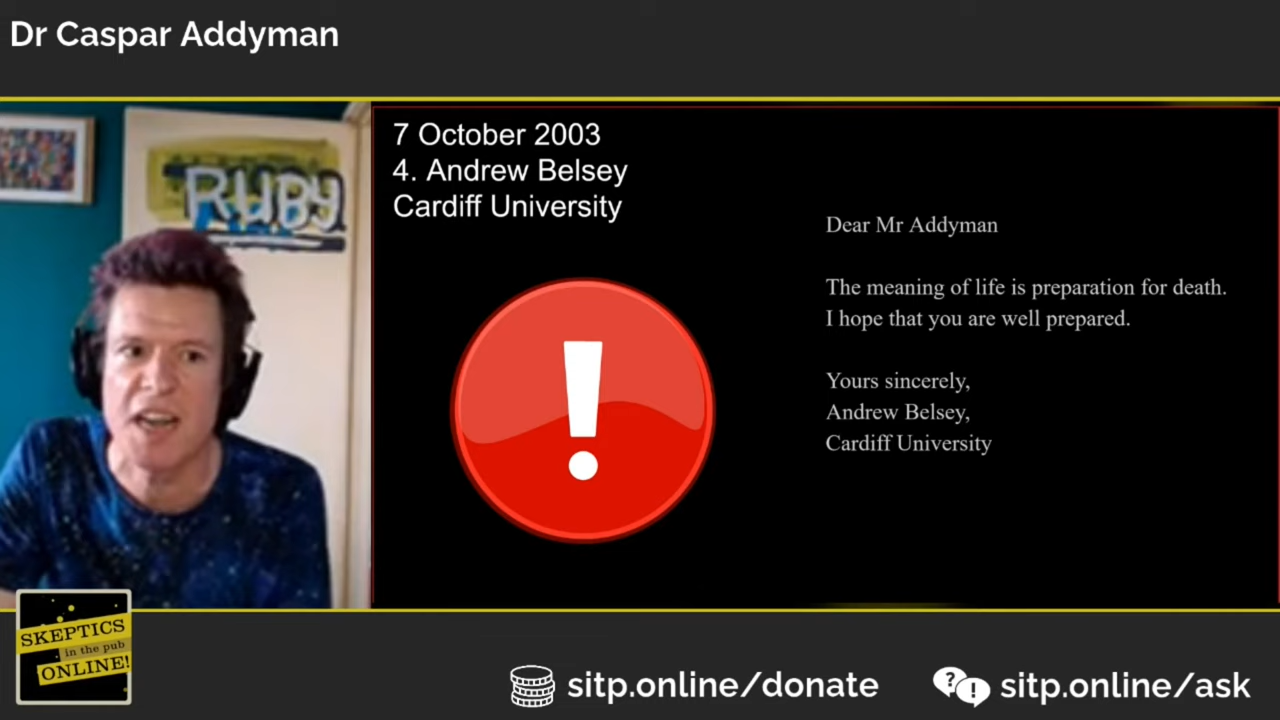 Dr Caspar Addyman
RUBY
7 October 2003
4. Andrew Belsey
Cardiff University
!
Dear Mr Addyman
The meaning of life is preparation for death.
I hope that you are well prepared.
Yours sincerely,
Andrew Belsey,
Cardiff University
SKEPTICS
in the pub
ONLINE!
sitp.online/donate
? !
sitp.online/ask